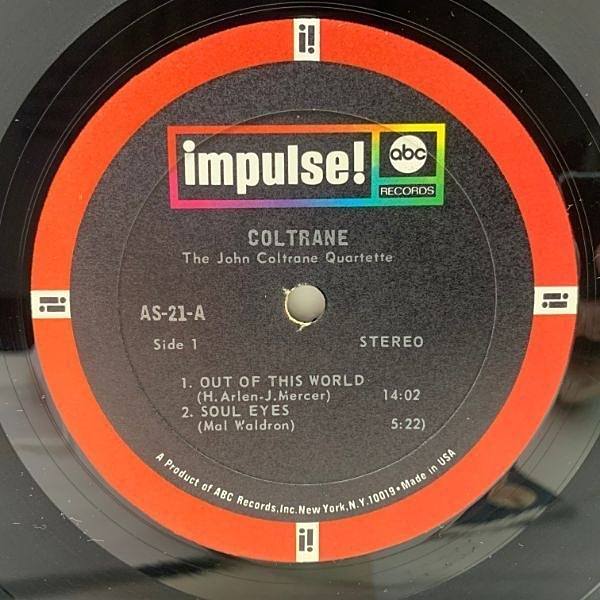 i!
impulse!
abc
RECORDS
COLTRANE
The John Coltrane Quartette
AS-21-A
Side 1
STEREO
1. OUT OF THIS WORLD
(H. Arlen-J. Mercer) 14:02
2. SOUL EYES
(Mal Waldron) 5:22)
A Product of ABC Records, Inc. New York, N.Y. 10019 • Made in USA
i!
i!
i!